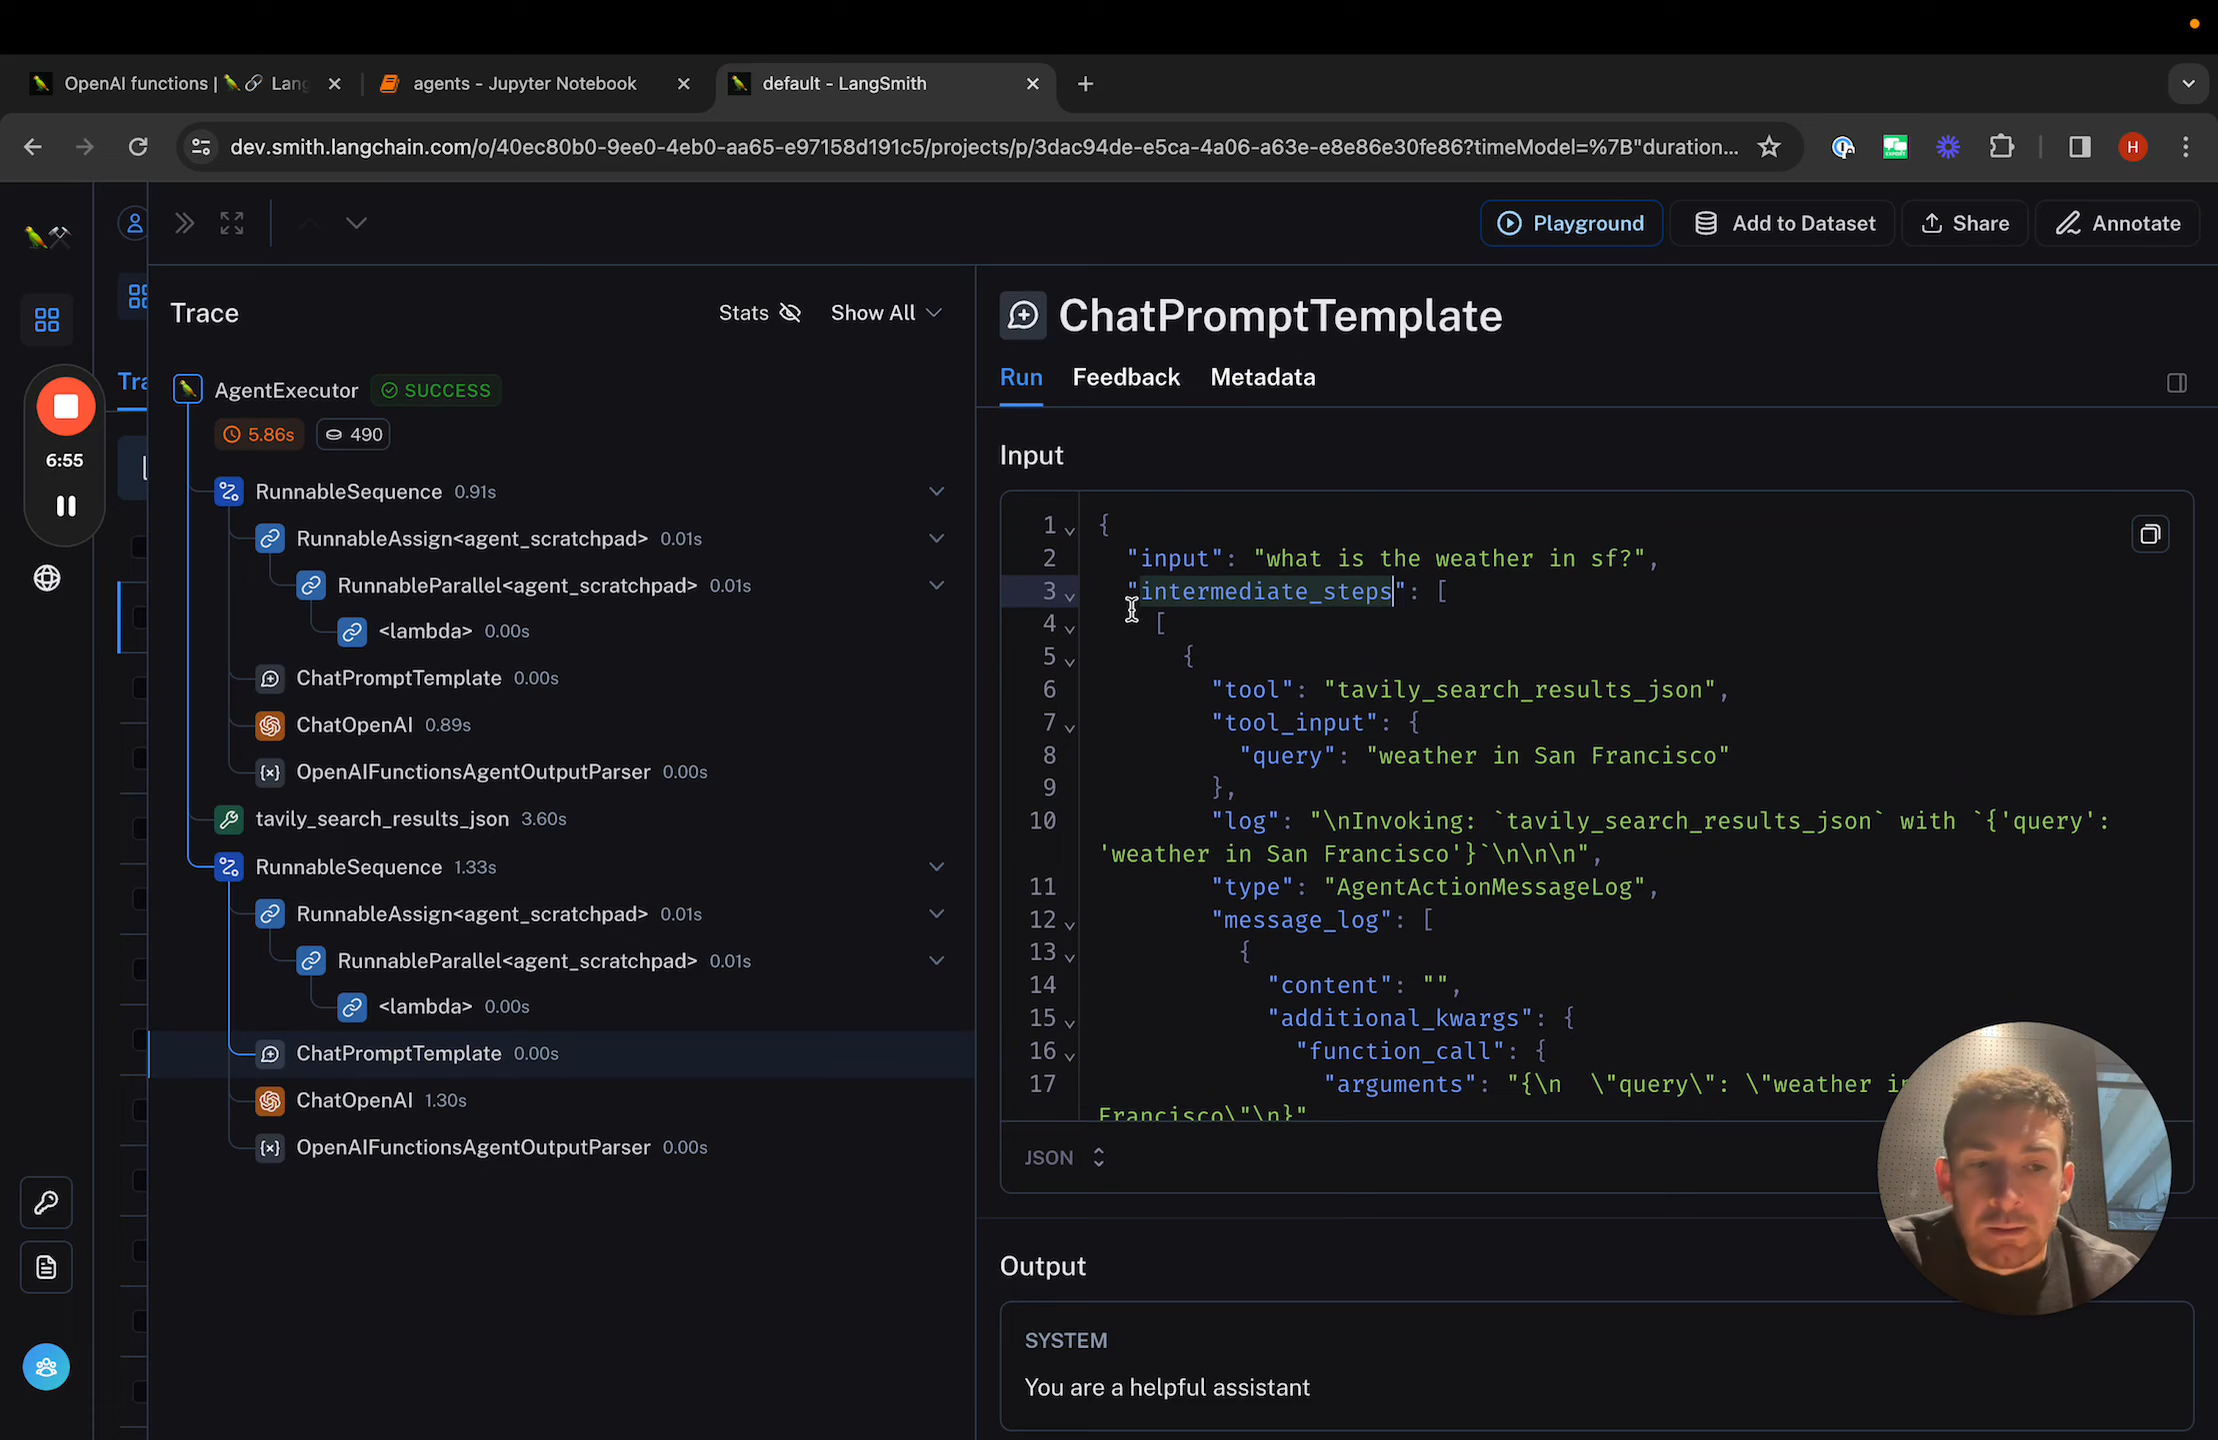 OpenAI functions | Lang
agents - Jupyter Notebook
default - LangSmith
dev.smith.langchain.com/o/40ec80b0-9ee0-4eb0-aa65-e97158d191c5/projects/p/3dac94de-e5ca-4a06-a63e-e8e86e30fe86?timeModel=%7B"duration...
H
Playground
Add to Dataset
Share
Annotate
Trace
Stats
Show All
Tra
6:55
AgentExecutor SUCCESS
5.86s 490
RunnableSequence 0.91s
RunnableAssign<agent_scratchpad> 0.01s
RunnableParallel<agent_scratchpad> 0.01s
<lambda> 0.00s
ChatPromptTemplate 0.00s
ChatOpenAI 0.89s
OpenAIFunctionsAgentOutputParser 0.00s
tavily_search_results_json 3.60s
RunnableSequence 1.33s
RunnableAssign<agent_scratchpad> 0.01s
RunnableParallel<agent_scratchpad> 0.01s
<lambda> 0.00s
ChatPromptTemplate 0.00s
ChatOpenAI 1.30s
OpenAIFunctionsAgentOutputParser 0.00s
ChatPromptTemplate
Run Feedback Metadata
Input
1 {
2 "input": "what is the weather in sf?",
3 "intermediate_steps": [
4 [
5 {
6 "tool": "tavily_search_results_json",
7 "tool_input": {
8 "query": "weather in San Francisco"
9 },
10 "log": "\nInvoking: `tavily_search_results_json` with `{'query':
'weather in San Francisco'}`\n\n\n",
11 "type": "AgentActionMessageLog",
12 "message_log": [
13 {
14 "content": "",
15 "additional_kwargs": {
16 "function_call": {
17 "arguments": "{\n  \"query\": \"weather in
Francisco\"\n}"
JSON
Output
SYSTEM
You are a helpful assistant